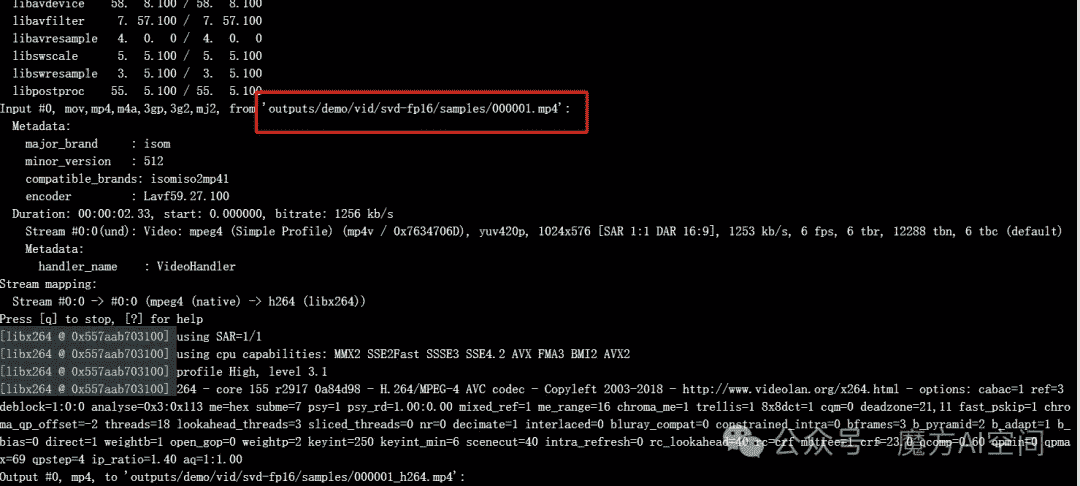 libavdevice    58.  8.100 / 58.  8.100
libavfilter     7. 57.100 /  7. 57.100
libavresample   4.  0.  0 /  4.  0.  0
libswscale      5.  5.100 /  5.  5.100
libswresample   3.  5.100 /  3.  5.100
libpostproc    55.  5.100 / 55.  5.100
Input #0, mov,mp4,m4a,3gp,3g2,mj2, from 'outputs/demo/vid/svd-fp16/samples/000001.mp4':
Metadata:
major_brand     : isom
minor_version   : 512
compatible_brands: isomiso2mp41
encoder         : Lavf59.27.100
Duration: 00:00:02.33, start: 0.000000, bitrate: 1256 kb/s
Stream #0:0(und): Video: mpeg4 (Simple Profile) (mp4v / 0x7634706D), yuv420p, 1024x576 [SAR 1:1 DAR 16:9], 1253 kb/s, 6 fps, 6 tbr, 12288 tbn, 6 tbc (default)
Metadata:
handler_name    : VideoHandler
Stream mapping:
Stream #0:0 -> #0:0 (mpeg4 (native) -> h264 (libx264))
Press [q] to stop, [?] for help
[libx264 @ 0x557aab703100] using SAR=1/1
[libx264 @ 0x557aab703100] using cpu capabilities: MMX2 SSE2Fast SSSE3 SSE4.2 AVX FMA3 BMI2 AVX2
[libx264 @ 0x557aab703100] profile High, level 3.1
[libx264 @ 0x557aab703100] 264 - core 155 r2917 0a84d98 - H.264/MPEG-4 AVC codec - Copyleft 2003-2018 - http://www.videolan.org/x264.html - options: cabac=1 ref=3
deblock=1:0:0 analyse=0x3:0x113 me=hex subme=7 psy=1 psy_rd=1.00:0.00 mixed_ref=1 me_range=16 chroma_me=1 trellis=1 8x8dct=1 cqm=0 deadzone=21,11 fast_pskip=1 chro
ma_qp_offset=-2 threads=18 lookahead_threads=3 sliced_threads=0 nr=0 decimate=1 interlaced=0 bluray_compat=0 constrained_intra=0 bframes=3 b_pyramid=2 b_adapt=1 b_
bias=0 direct=1 weightb=1 open_gop=0 weightp=2 keyint=250 keyint_min=6 scenecut=40 intra_refresh=0 rc_lookahead=40 rc=crf mbtree=1 crf=23.0 qcomp=0.60 qpmin=0 qpma
x=69 qpstep=4 ip_ratio=1.40 aq=1:1.00
公众号 · 魔方AI空间
Output #0, mp4, to 'outputs/demo/vid/svd-fp16/samples/000001_h264.mp4':